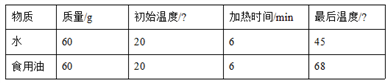 物质 质量/g 初始温度/? 加热时间/min 最后温度/?
水 60 20 6 45
食用油 60 20 6 68